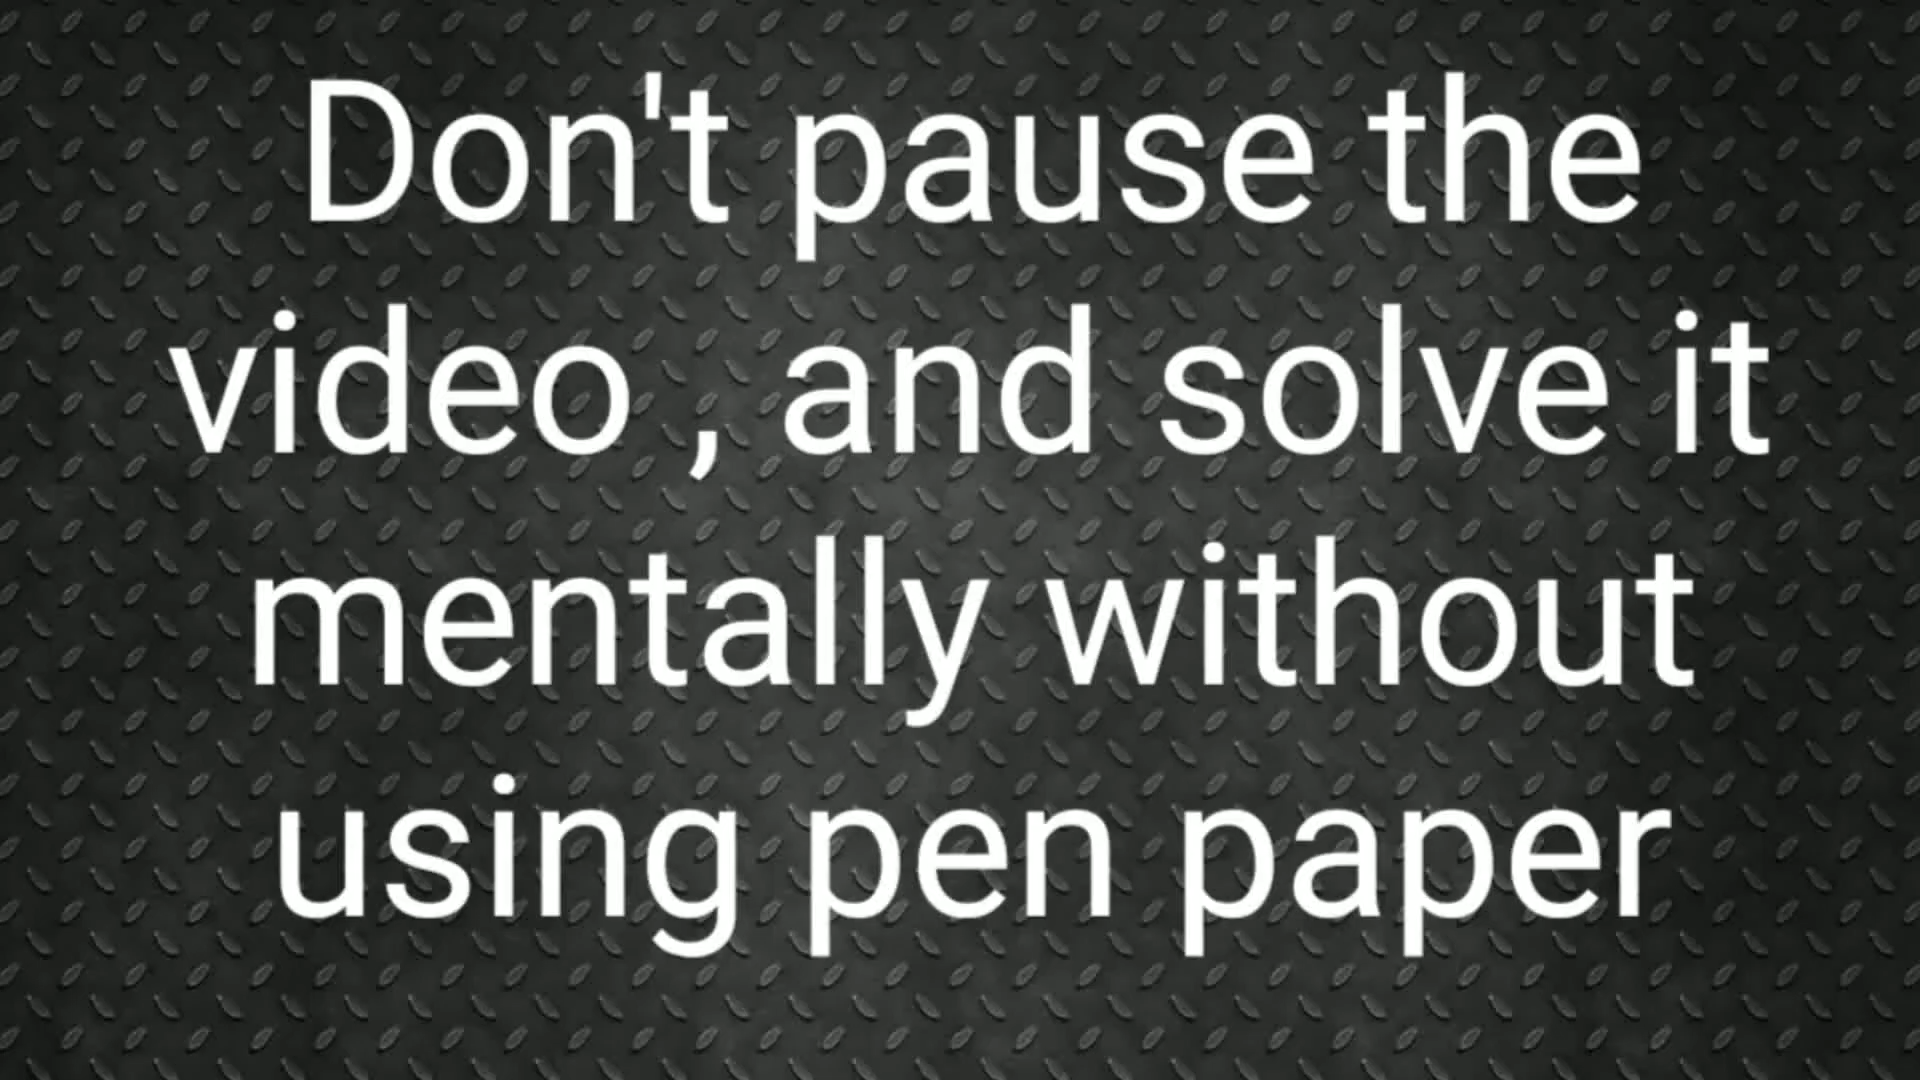 Don't pause the
video , and solve it
mentally without
using pen paper